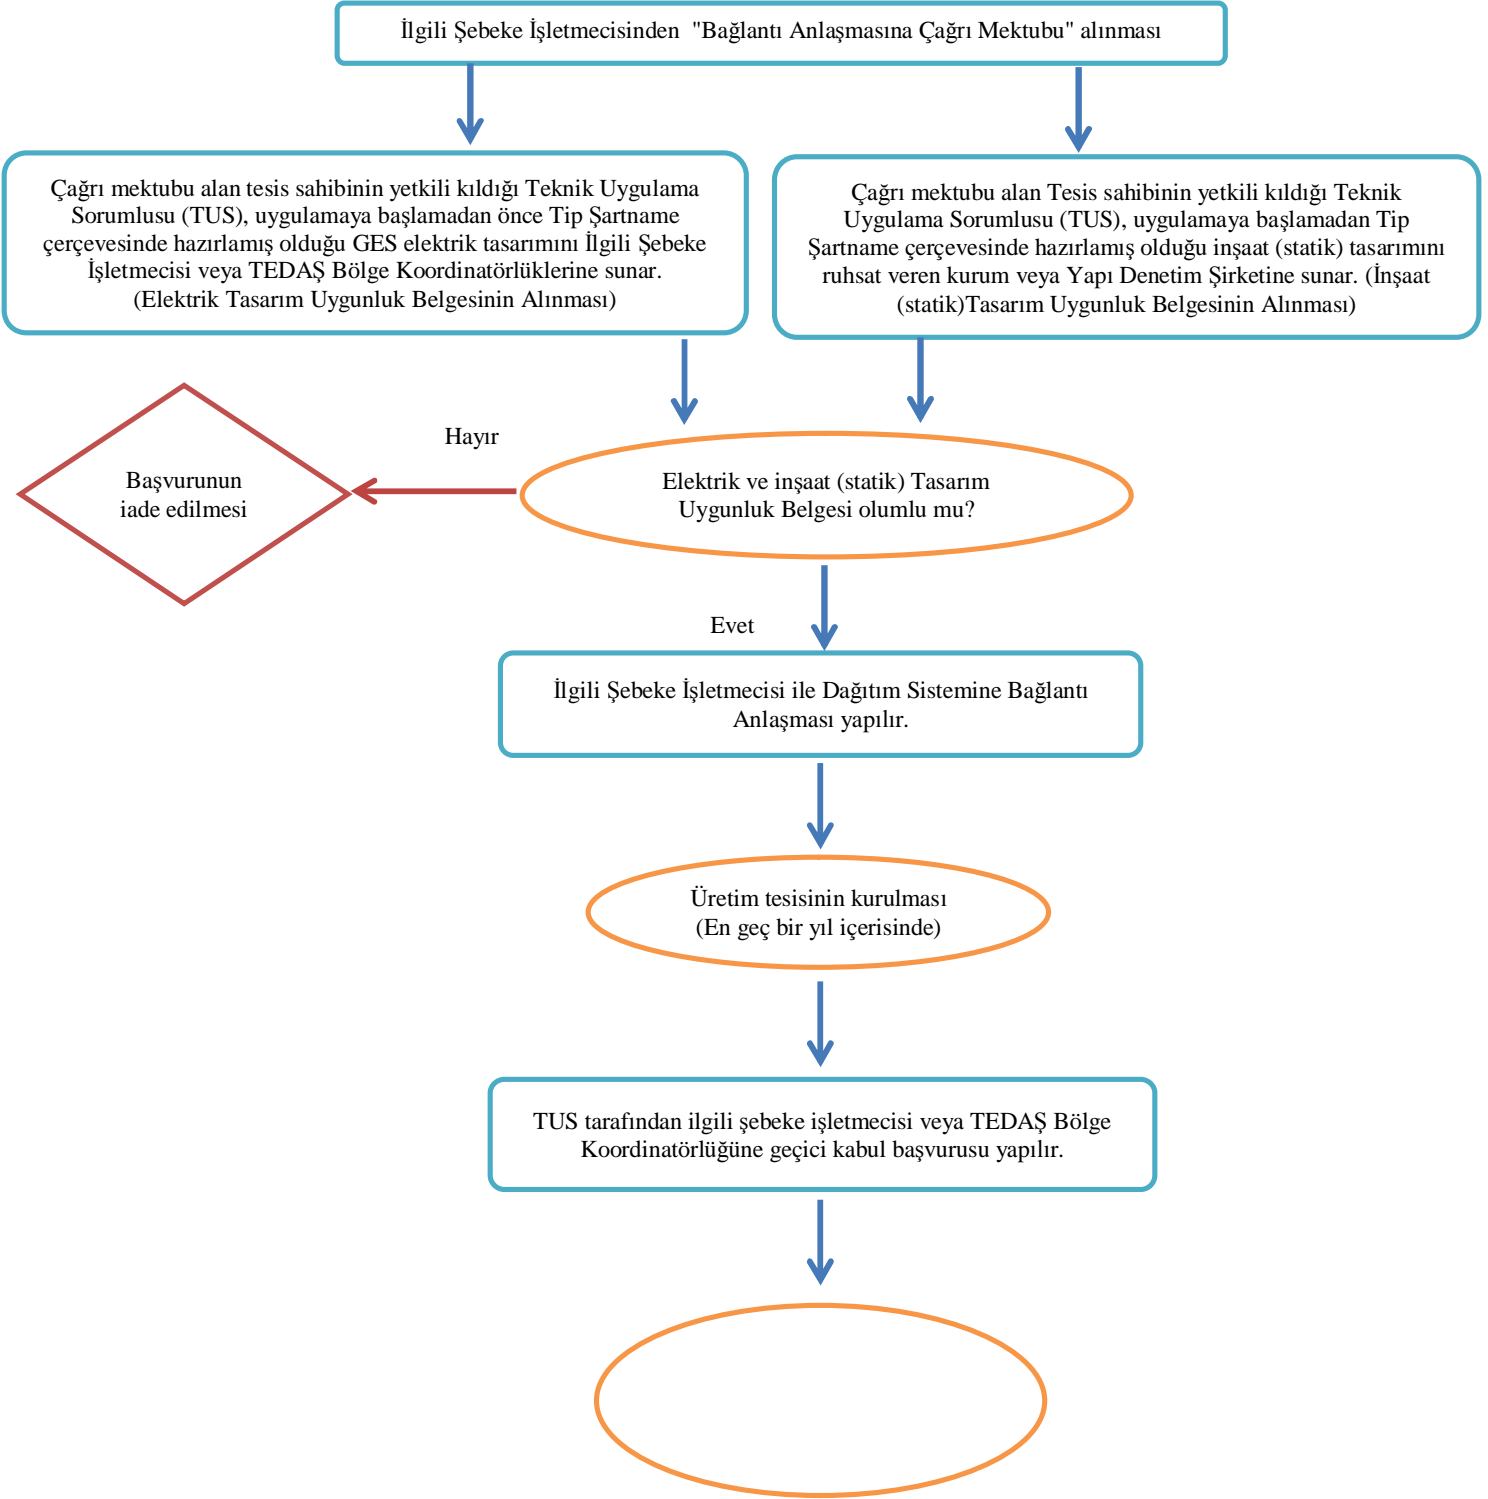 İlgili Şebeke İşletmecisinden  "Bağlantı Anlaşmasına Çağrı Mektubu" alınması
Çağrı mektubu alan tesis sahibinin yetkili kıldığı Teknik Uygulama
Sorumlusu (TUS), uygulamaya başlamadan önce Tip Şartname
çerçevesinde hazırlamış olduğu GES elektrik tasarımını İlgili Şebeke
İşletmecisi veya TEDAŞ Bölge Koordinatörlüklerine sunar.
(Elektrik Tasarım Uygunluk Belgesinin Alınması)
Çağrı mektubu alan Tesis sahibinin yetkili kıldığı Teknik
Uygulama Sorumlusu (TUS), uygulamaya başlamadan Tip
Şartname çerçevesinde hazırlamış olduğu inşaat (statik) tasarımını
ruhsat veren kurum veya Yapı Denetim Şirketine sunar. (İnşaat
(statik)Tasarım Uygunluk Belgesinin Alınması)
Hayır
Başvurunun
iade edilmesi
Elektrik ve inşaat (statik) Tasarım
Uygunluk Belgesi olumlu mu?
Evet
İlgili Şebeke İşletmecisi ile Dağıtım Sistemine Bağlantı
Anlaşması yapılır.
Üretim tesisinin kurulması
(En geç bir yıl içerisinde)
TUS tarafından ilgili şebeke işletmecisi veya TEDAŞ Bölge
Koordinatörlüğüne geçici kabul başvurusu yapılır.